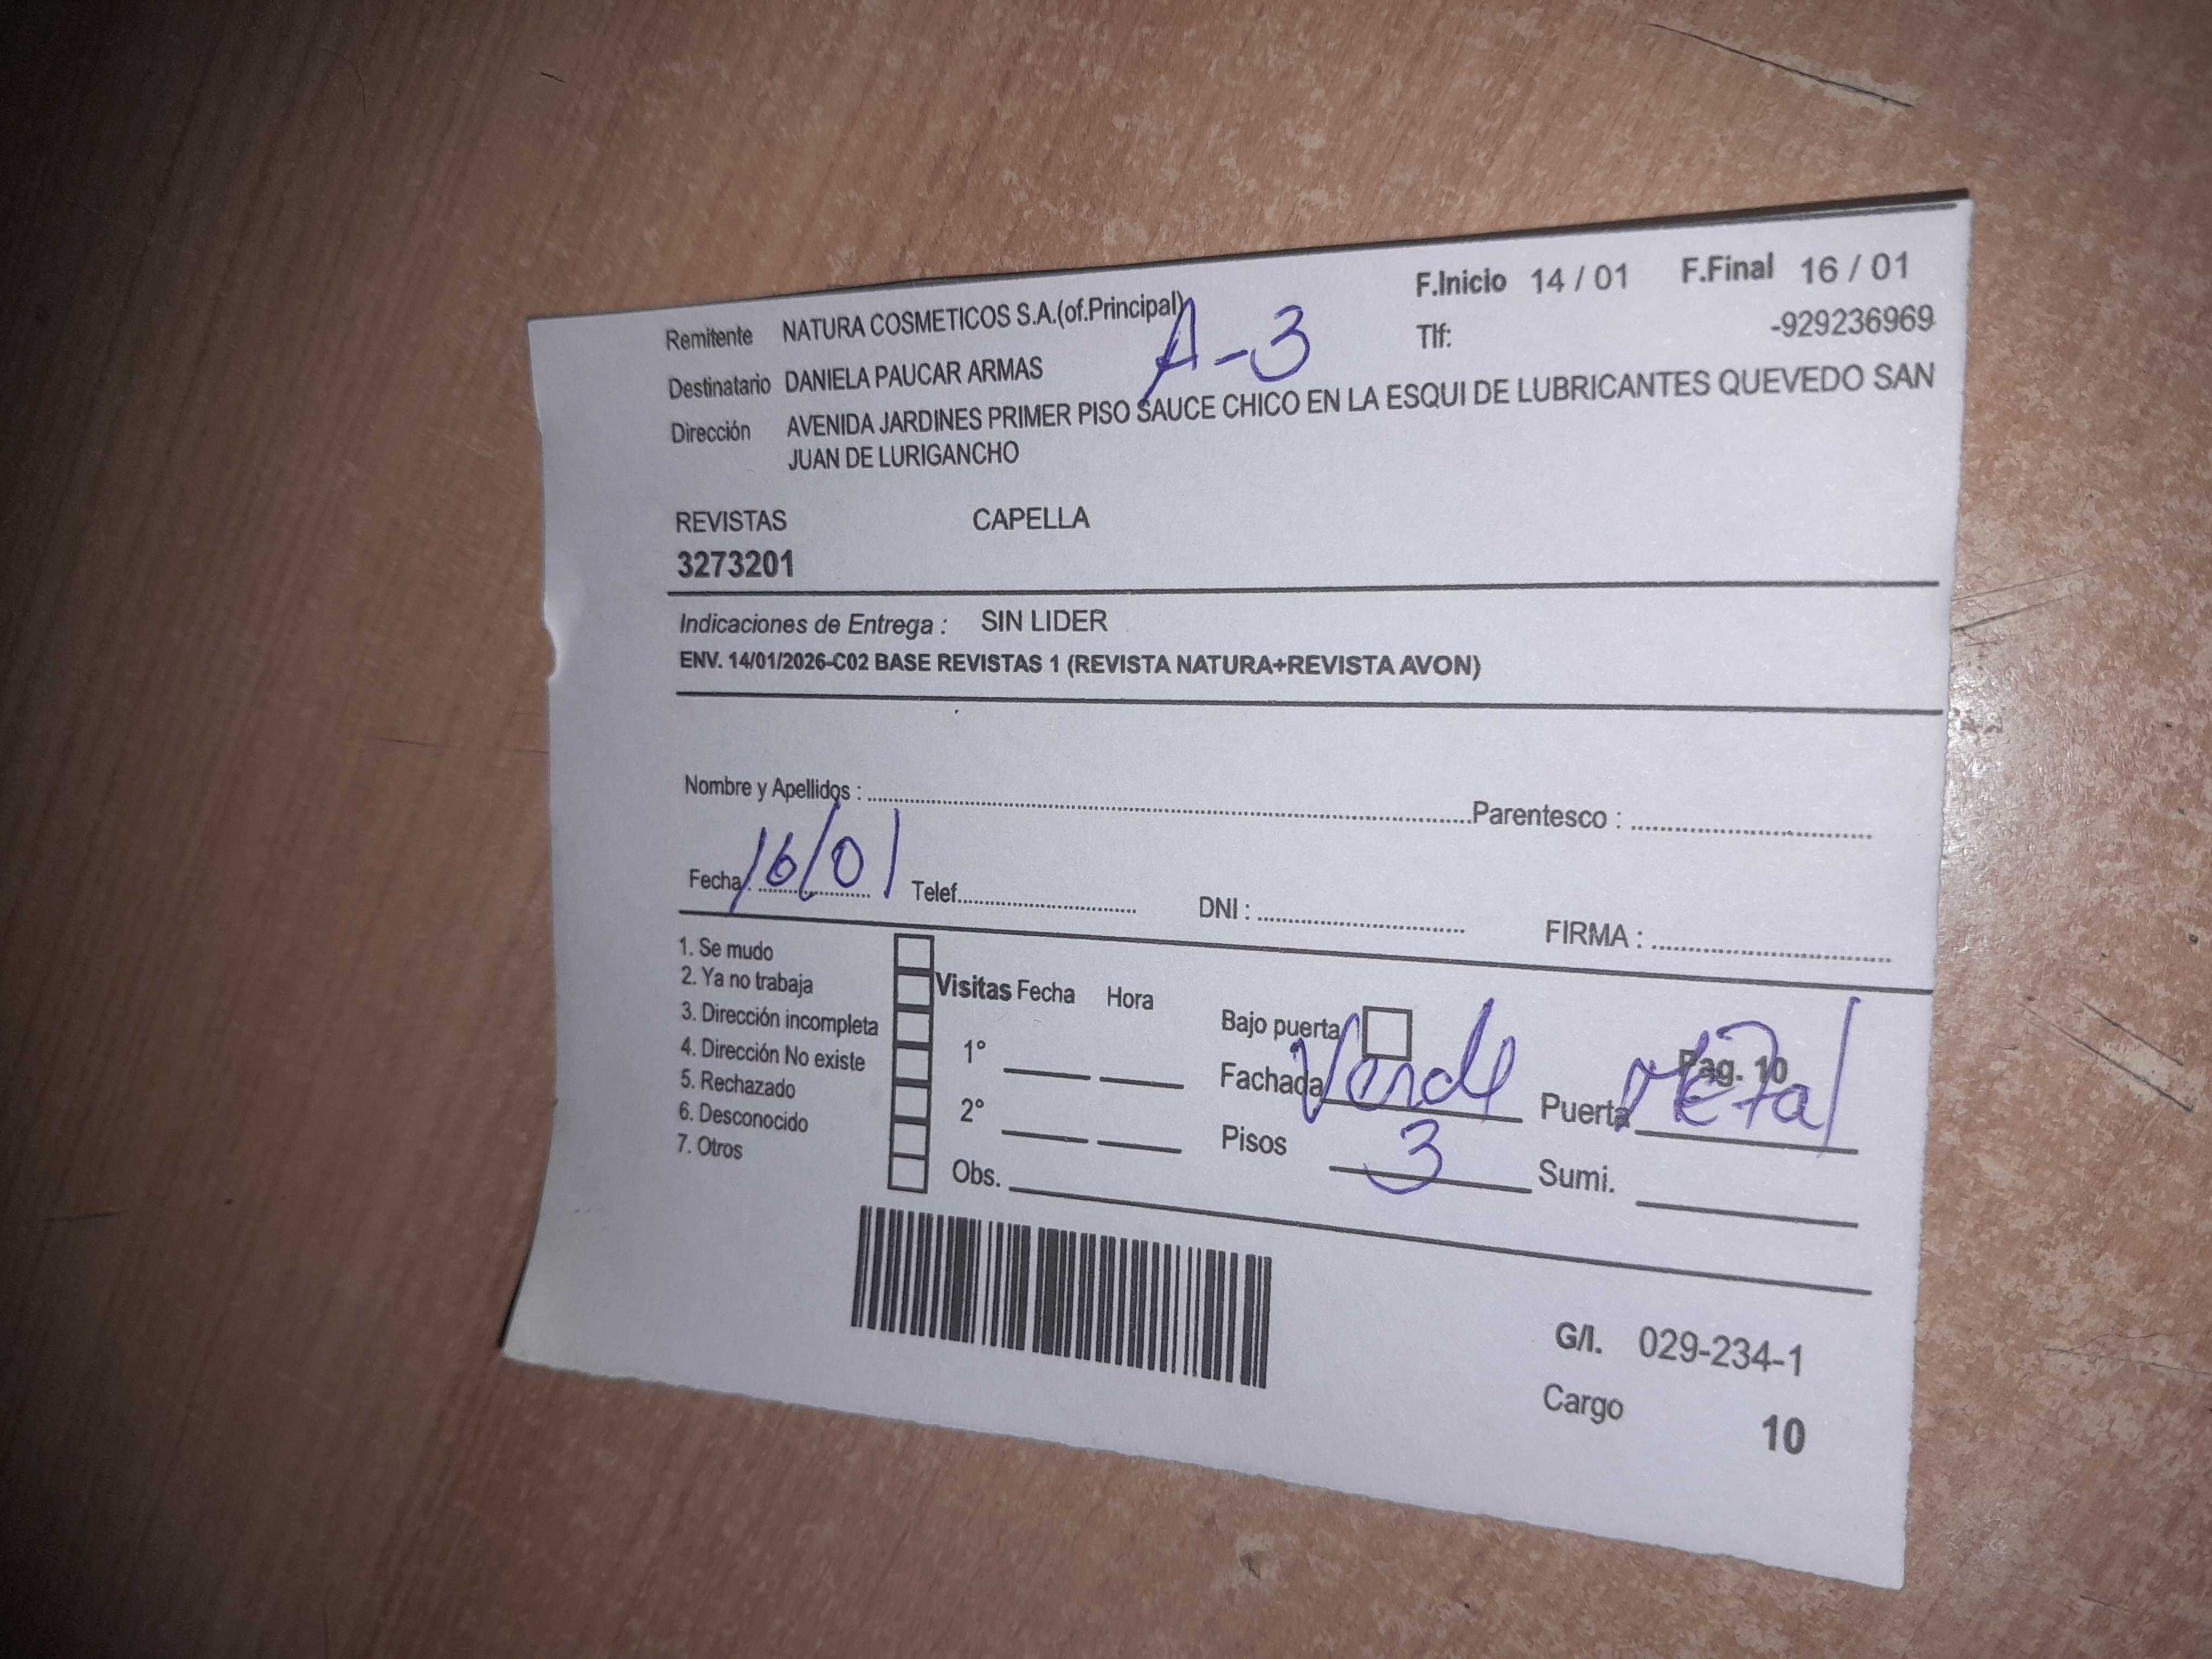 F.Inicio 14 / 01 F.Final 16 / 01
Remitente NATURA COSMETICOS S.A.(of.Principal) Tlf: -929236969
A-3
Destinatario DANIELA PAUCAR ARMAS
Dirección AVENIDA JARDINES PRIMER PISO SAUCE CHICO EN LA ESQUI DE LUBRICANTES QUEVEDO SAN
JUAN DE LURIGANCHO
REVISTAS CAPELLA
3273201
Indicaciones de Entrega : SIN LIDER
ENV. 14/01/2026-C02 BASE REVISTAS 1 (REVISTA NATURA+REVISTA AVON)
Nombre y Apellidos : Parentesco :
Fecha : 16/01 Telef. DNI : FIRMA :
1. Se mudo
2. Ya no trabaja
3. Dirección incompleta
4. Dirección No existe
5. Rechazado
6. Desconocido
7. Otros
Visitas Fecha Hora
1°
2°
Obs.
Bajo puerta
Fachada Verde Puerta Metal
Pag. 10
Pisos 3 Sumi.
G/I. 029-234-1
Cargo 10